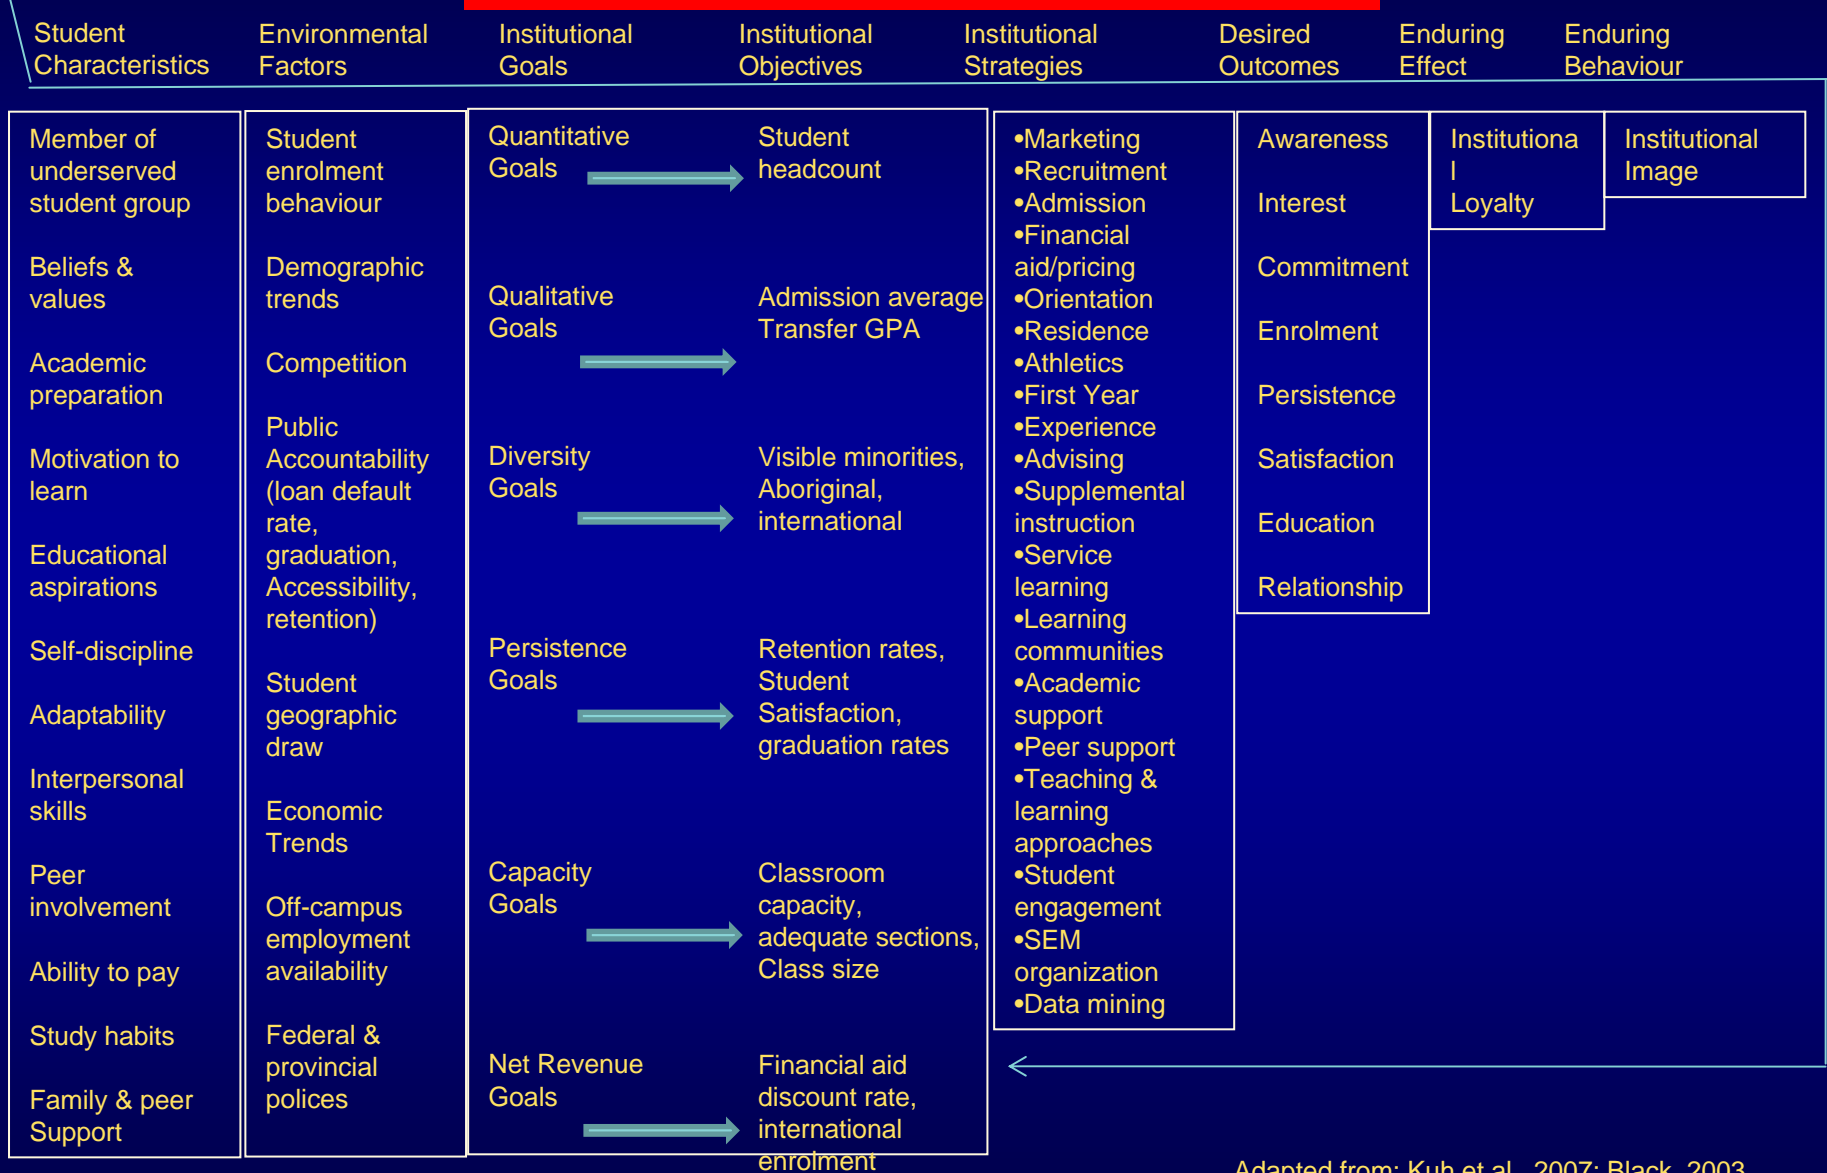 Student
Characteristics
Environmental
Factors
Institutional
Goals
Institutional
Objectives
Institutional
Strategies
Desired
Outcomes
Enduring
Effect
Enduring
Behaviour
Member of
underserved
student group
Beliefs &
values
Academic
preparation
Motivation to
learn
Educational
aspirations
Self-discipline
Adaptability
Interpersonal
skills
Peer
involvement
Ability to pay
Study habits
Family & peer
Support
Student
enrolment
behaviour
Demographic
trends
Competition
Public
Accountability
(loan default
rate,
graduation,
Accessibility,
retention)
Student
geographic
draw
Economic
Trends
Off-campus
employment
availability
Federal &
provincial
polices
Quantitative
Goals
Student
headcount
Qualitative
Goals
Admission average
Transfer GPA
Diversity
Goals
Visible minorities,
Aboriginal,
international
Persistence
Goals
Retention rates,
Student
Satisfaction,
graduation rates
Capacity
Goals
Classroom
capacity,
adequate sections,
Class size
Net Revenue
Goals
Financial aid
discount rate,
international
enrolment
•Marketing
•Recruitment
•Admission
•Financial
aid/pricing
•Orientation
•Residence
•Athletics
•First Year
•Experience
•Advising
•Supplemental
instruction
•Service
learning
•Learning
communities
•Academic
support
•Peer support
•Teaching &
learning
approaches
•Student
engagement
•SEM
organization
•Data mining
Awareness
Interest
Commitment
Enrolment
Persistence
Satisfaction
Education
Relationship
Institutiona
l
Loyalty
Institutional
Image
Adapted from: Kuh et al., 2007; Black, 2003